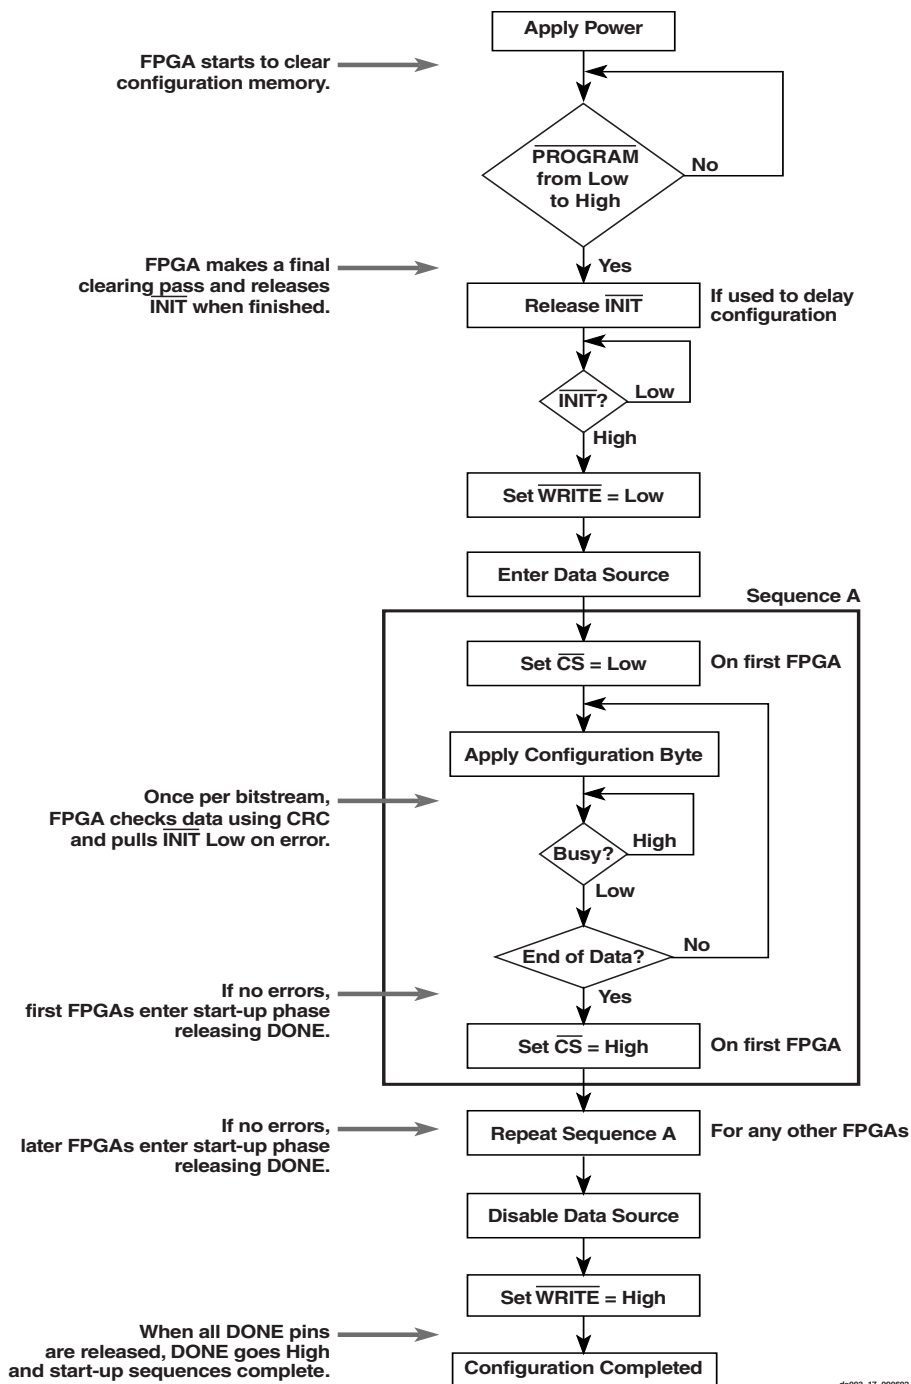 Apply Power
FPGA starts to clear
configuration memory.
PROGRAM
from Low
to High
No
Yes
FPGA makes a final
clearing pass and releases
INIT when finished.
Release INIT
If used to delay
configuration
INIT?
Low
High
Set WRITE = Low
Enter Data Source
Sequence A
Set CS = Low
On first FPGA
Apply Configuration Byte
Once per bitstream,
FPGA checks data using CRC
and pulls INIT Low on error.
Busy?
High
Low
End of Data?
No
Yes
If no errors,
first FPGAs enter start-up phase
releasing DONE.
Set CS = High
On first FPGA
If no errors,
later FPGAs enter start-up phase
releasing DONE.
Repeat Sequence A
For any other FPGAs
Disable Data Source
Set WRITE = High
When all DONE pins
are released, DONE goes High
and start-up sequences complete.
Configuration Completed